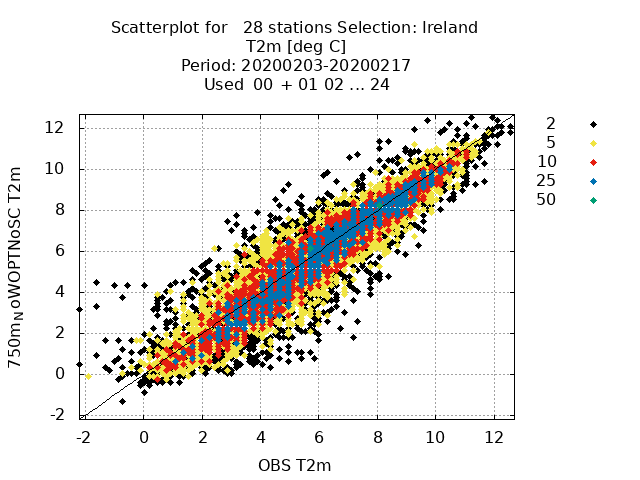 Scatterplot for 28 stations Selection: Ireland
T2m [deg C]
Period: 20200203-20200217
Used 00 + 01 02 ... 24
2
5
10
25
50
12
10
8
6
4
2
0
-2
750m_NoWOPTNoSC T2m
-2 0 2 4 6 8 10 12
OBS T2m